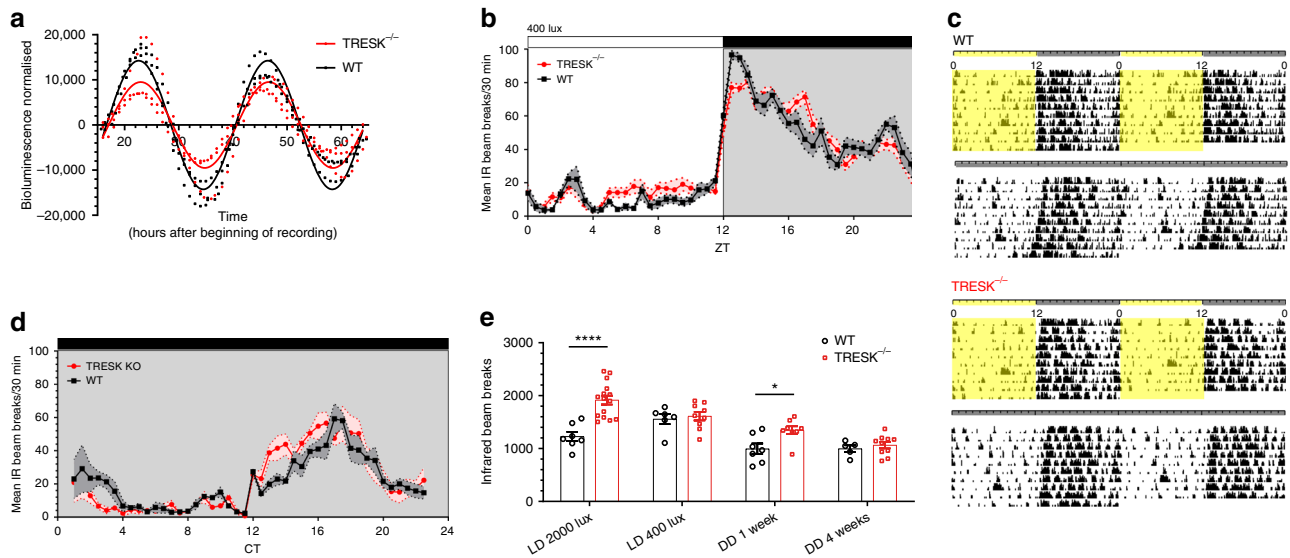 a
20,000
10,000
0
−10,000
−20,000
Bioluminescence normalised
20 30 40 50 60
Time
(hours after beginning of recording)
TRESK−/−
WT
b
400 lux
100
80
60
40
20
0
Mean IR beam breaks/30 min
TRESK−/−
WT
0 4 8 12 16 20
ZT
c
WT
0 12 0 12 0
TRESK−/−
0 12 0 12 0
d
100
80
60
40
20
0
Mean IR beam breaks/30 min
TRESK KO
WT
0 4 8 12 16 20 24
CT
e
3000
2000
1000
0
Infrared beam breaks
WT
TRESK−/−
****
*
LD 2000 lux
LD 400 lux
DD 1 week
DD 4 weeks